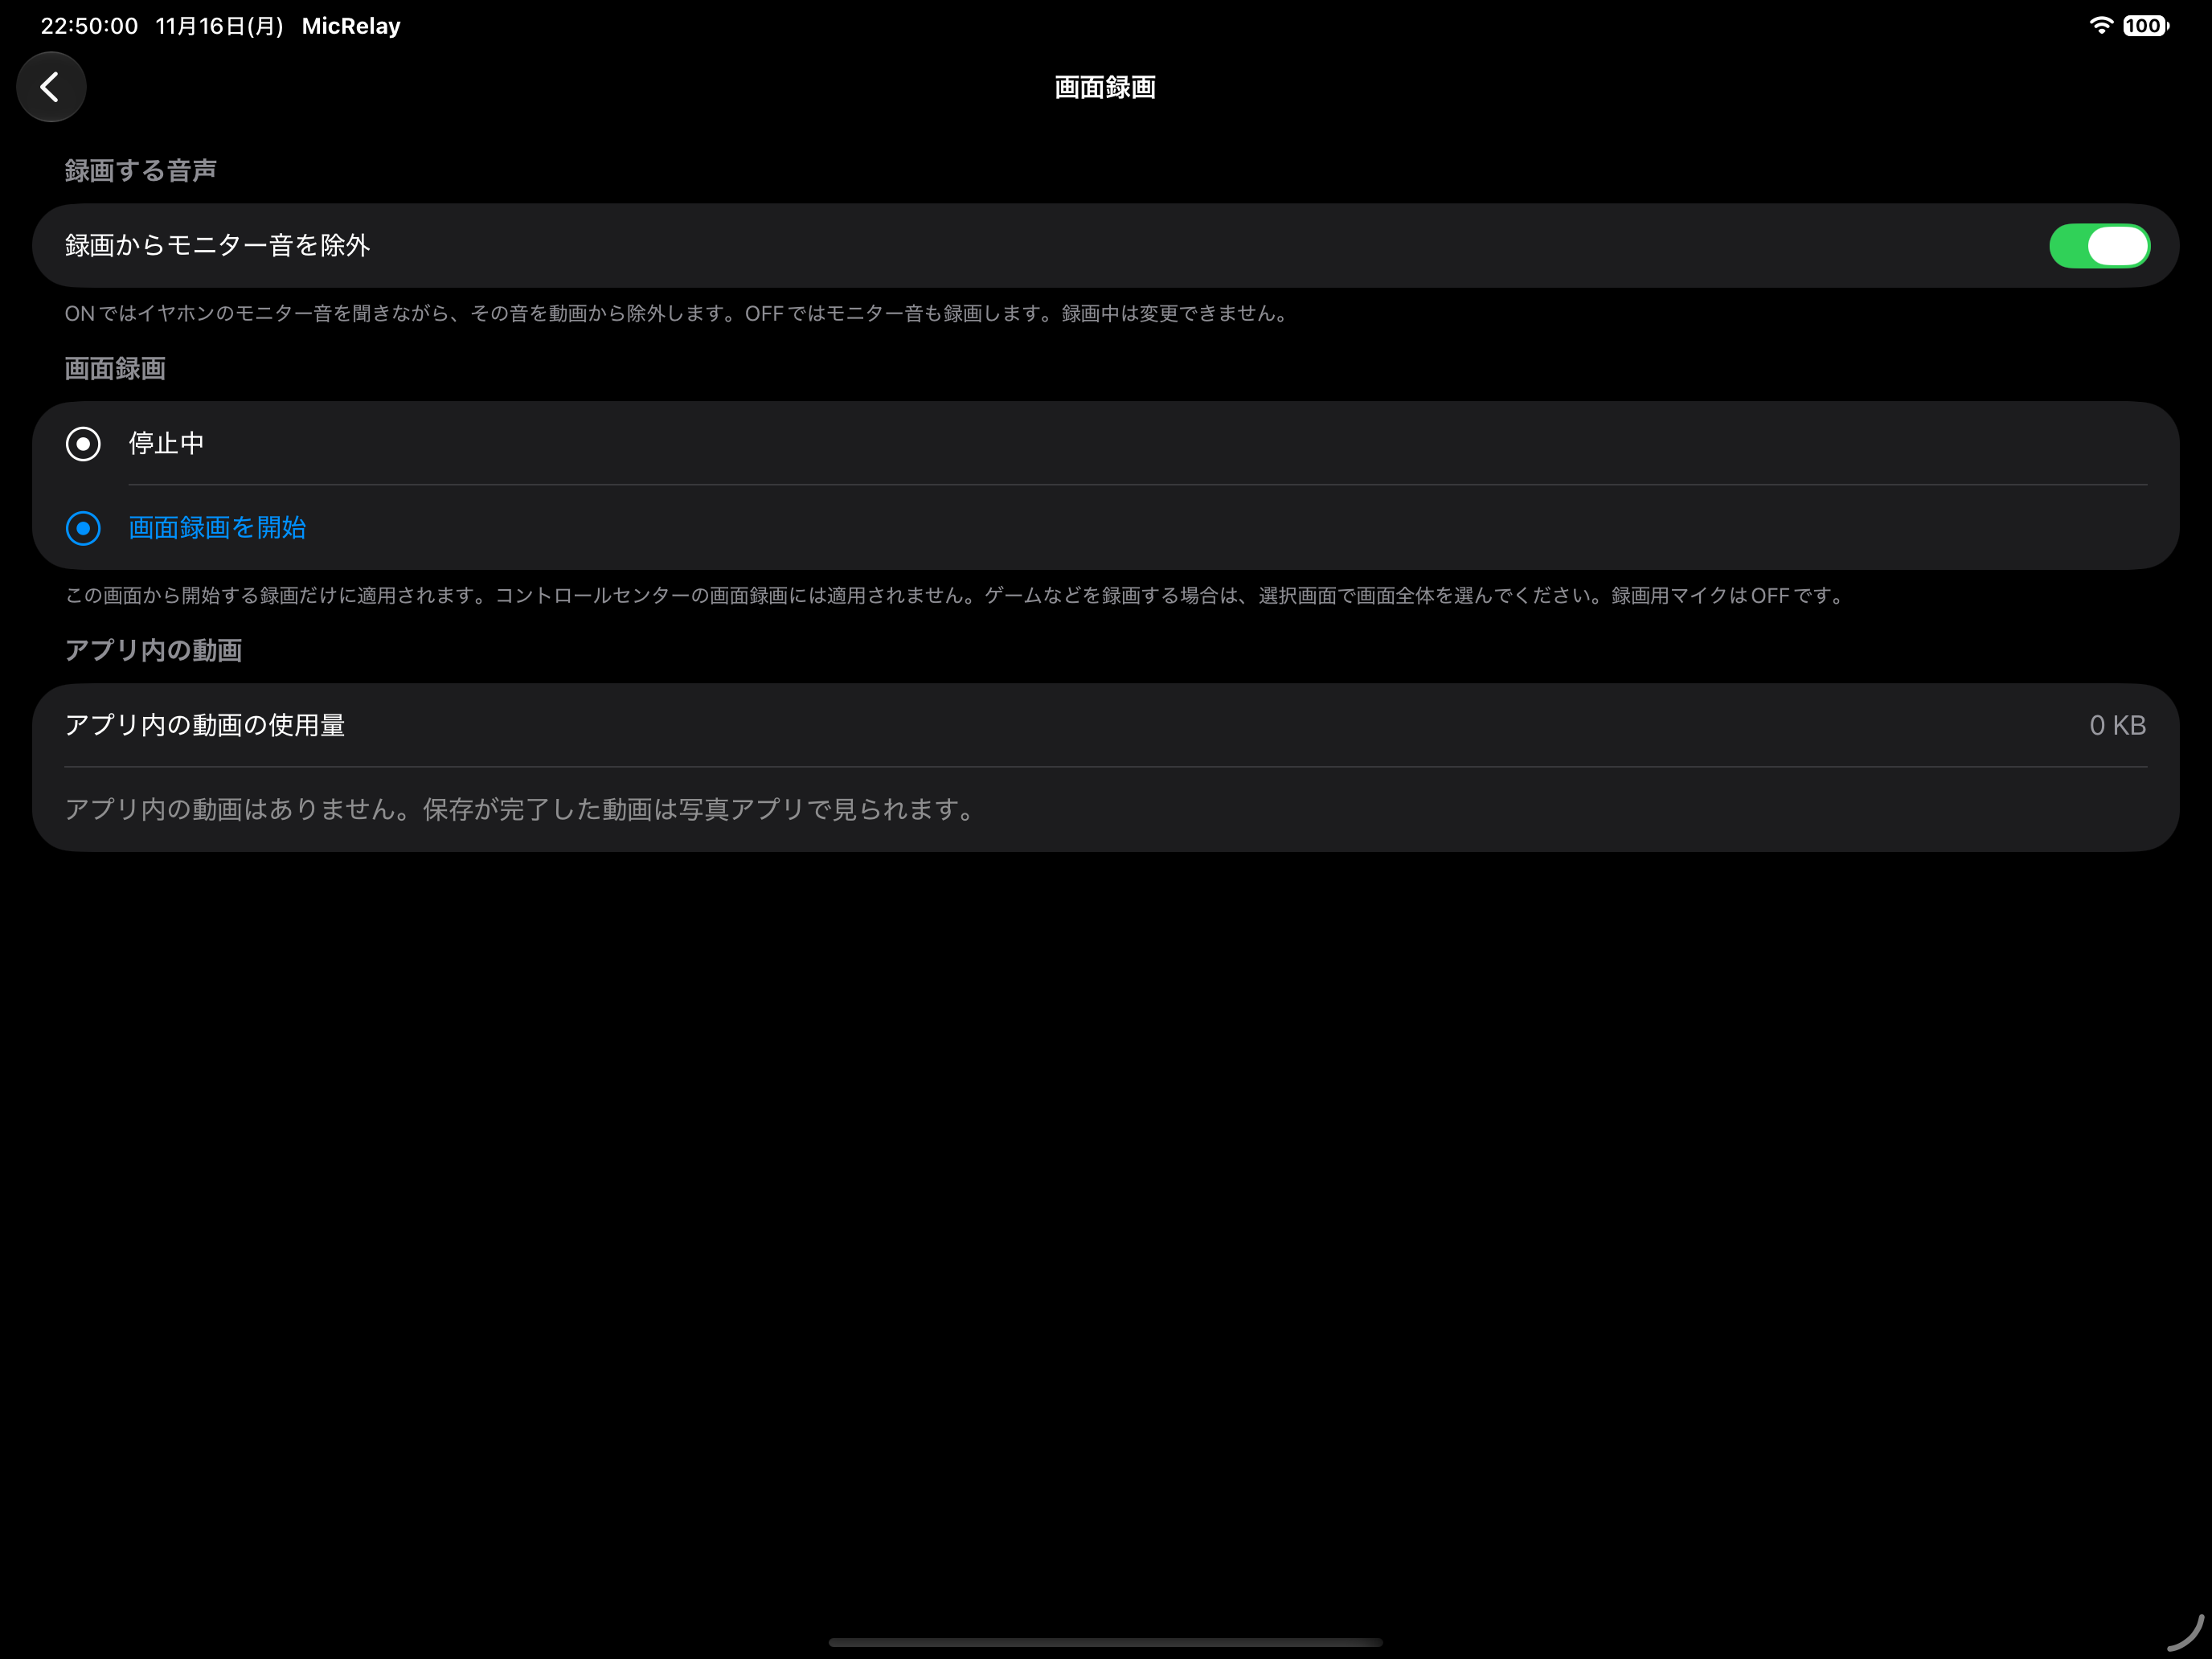 22:50:00 11月16日(月) MicRelay 100
画面録画
録画する音声
録画からモニター音を除外
ONではイヤホンのモニター音を聞きながら、その音を動画から除外します。OFFではモニター音も録画します。録画中は変更できません。
画面録画
停止中
画面録画を開始
この画面から開始する録画だけに適用されます。コントロールセンターの画面録画には適用されません。ゲームなどを録画する場合は、選択画面で画面全体を選んでください。録画用マイクはOFFです。
アプリ内の動画
アプリ内の動画の使用量 0 KB
アプリ内の動画はありません。保存が完了した動画は写真アプリで見られます。